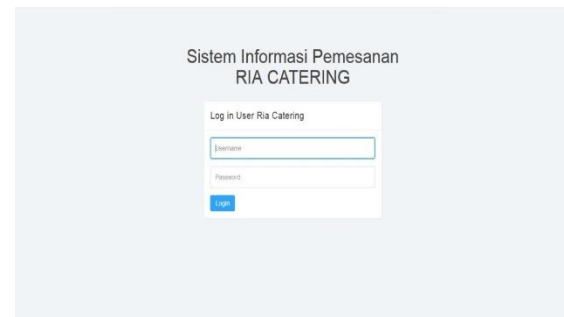 Sistem Informasi Pemesanan
RIA CATERING
Log in User Ria Catering
Username
Password
Login